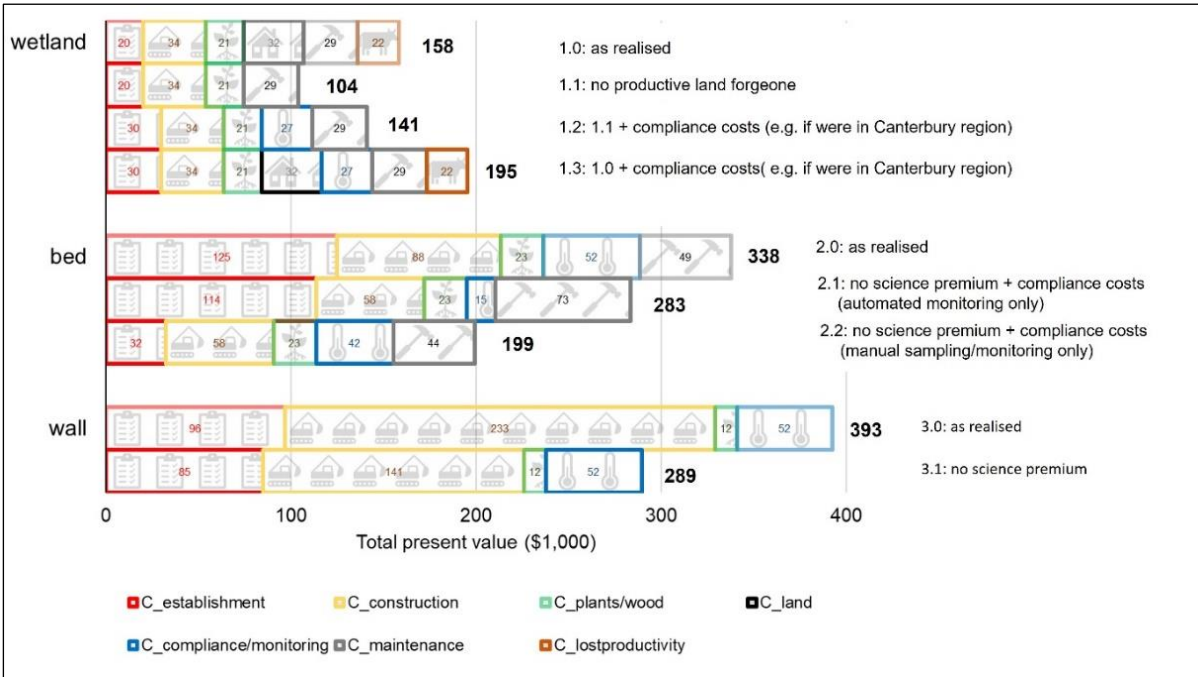 wetland
20 34 21 32 29 22 158
1.0: as realised
20 34 21 29 104
1.1: no productive land forgeone
30 34 21 27 29 141
1.2: 1.1 + compliance costs (e.g. if were in Canterbury region)
30 34 21 32 27 29 22 195
1.3: 1.0 + compliance costs( e.g. if were in Canterbury region)
bed
125 88 23 52 49 338
2.0: as realised
114 58 23 15 73 283
2.1: no science premium + compliance costs
(automated monitoring only)
32 58 23 42 44 199
2.2: no science premium + compliance costs
(manual sampling/monitoring only)
wall
96 233 12 52 393
3.0: as realised
85 141 12 52 289
3.1: no science premium
0 100 200 300 400
Total present value ($1,000)
C_establishment C_construction C_plants/wood C_land
C_compliance/monitoring C_maintenance C_lostproductivity